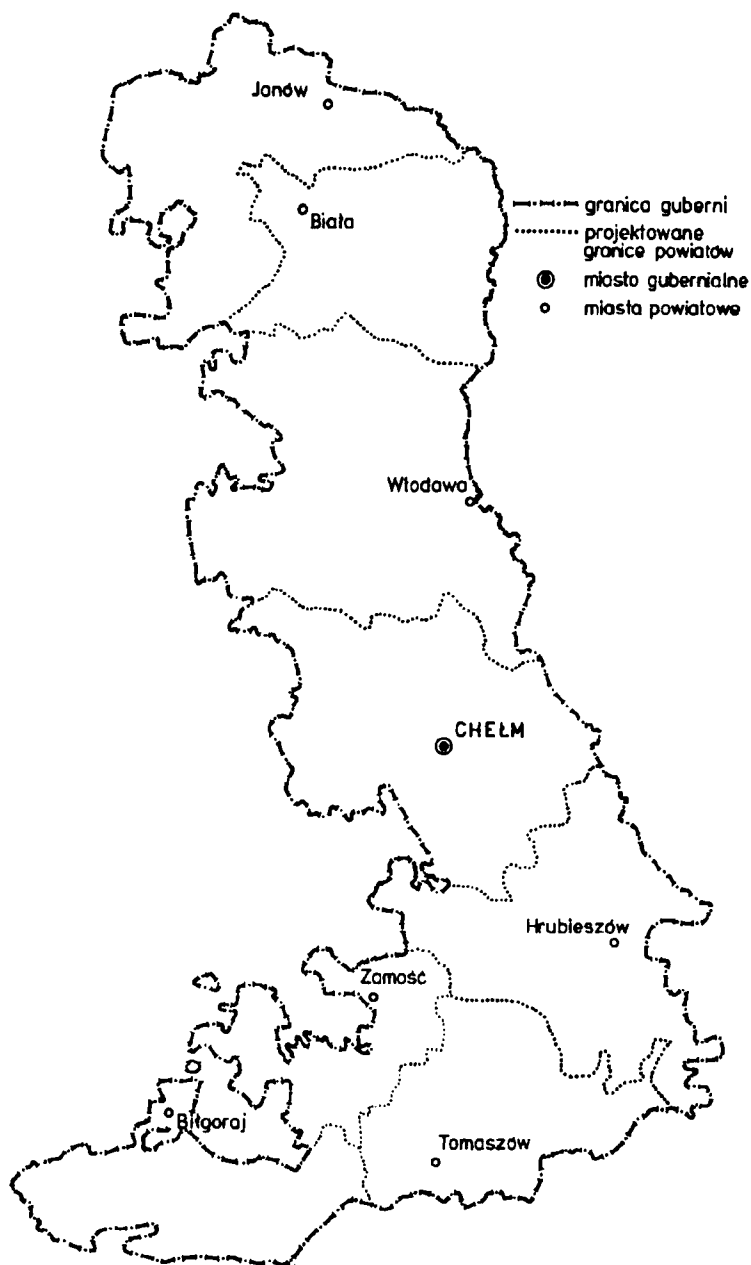 Janów
Biała
granica guberni
projektowane
granice powiatów
miasto gubernialne
miasta powiatowe
Włodawa
CHEŁM
Hrubieszów
Zamość
Biłgoraj
Tomaszów